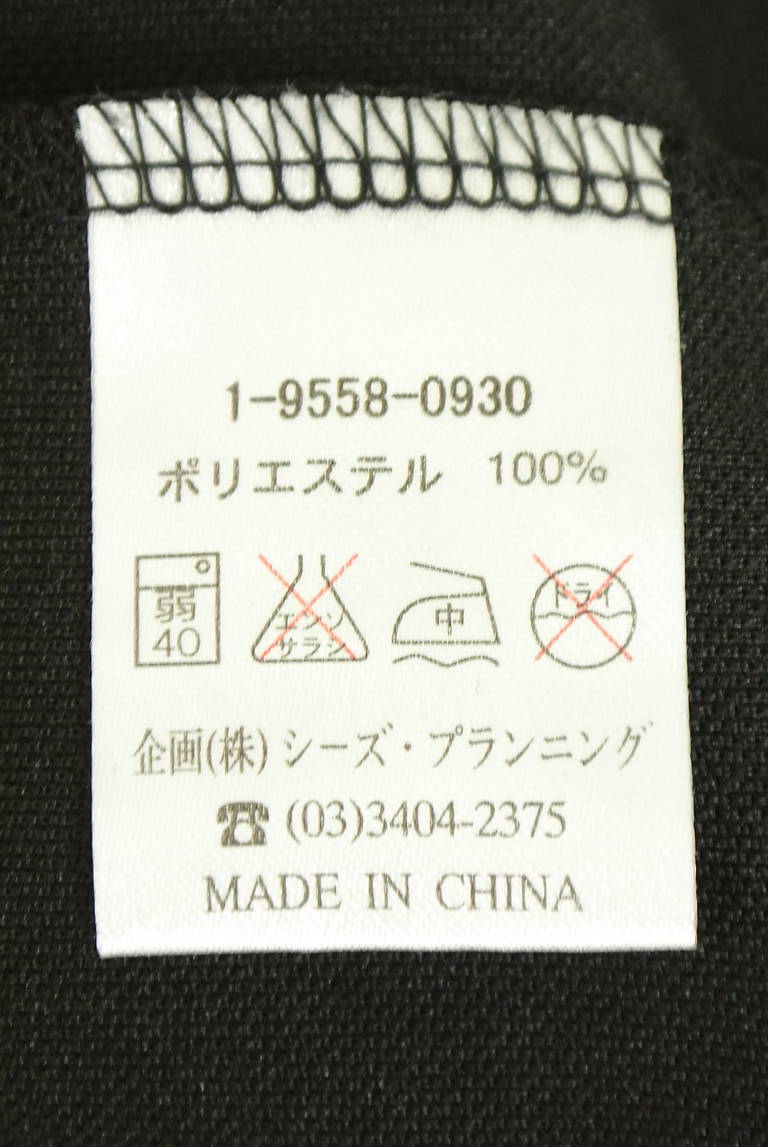 1-9558-0930
ポリエステル 100%
弱 40
エンソ サラシ
中
ドライ
企画(株)シーズ・プランニング
☎(03)3404-2375
MADE IN CHINA